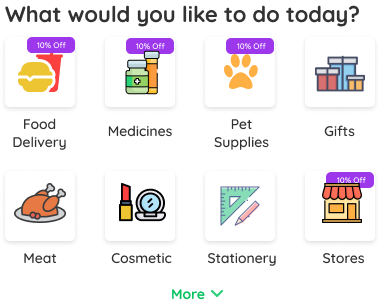 What would you like to do today?
10% Off
10% Off
10% Off
Food
Delivery
Medicines
Pet
Supplies
Gifts
10% Off
Meat
Cosmetic
Stationery
Stores
More